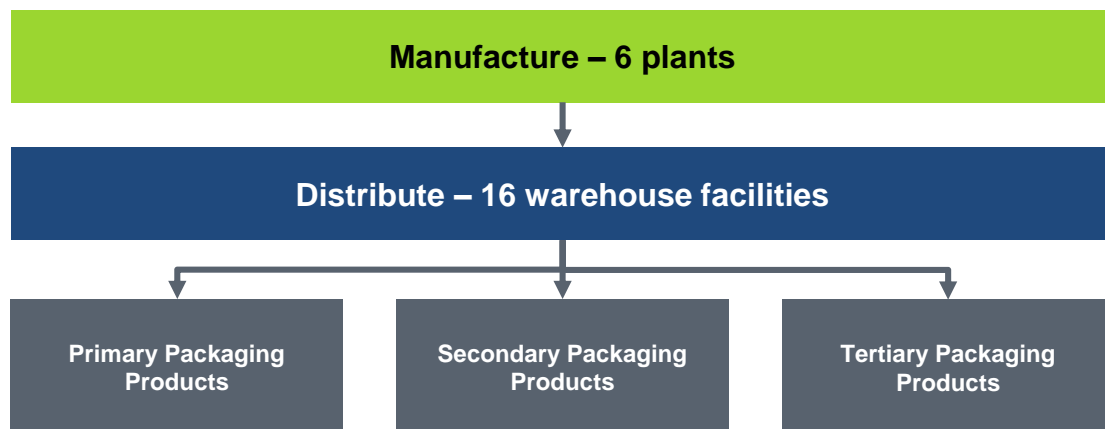 Manufacture – 6 plants
Distribute – 16 warehouse facilities
Primary Packaging
Products
Secondary Packaging
Products
Tertiary Packaging
Products